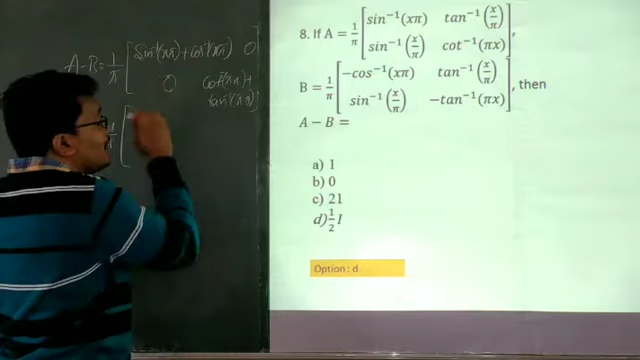 A-B = 1/π [ sin⁻¹(xπ) + cos⁻¹(xπ) 0
0 cot⁻¹(πx) +
tan⁻¹(πx) ]
1/π [
8. If A = 1/π [ sin⁻¹(xπ) tan⁻¹(x/π)
sin⁻¹(x/π) cot⁻¹(πx) ],
B = 1/π [ −cos⁻¹(xπ) tan⁻¹(x/π)
sin⁻¹(x/π) −tan⁻¹(πx) ], then
A − B =
a) 1
b) 0
c) 21
d) 1/2 I
Option : d